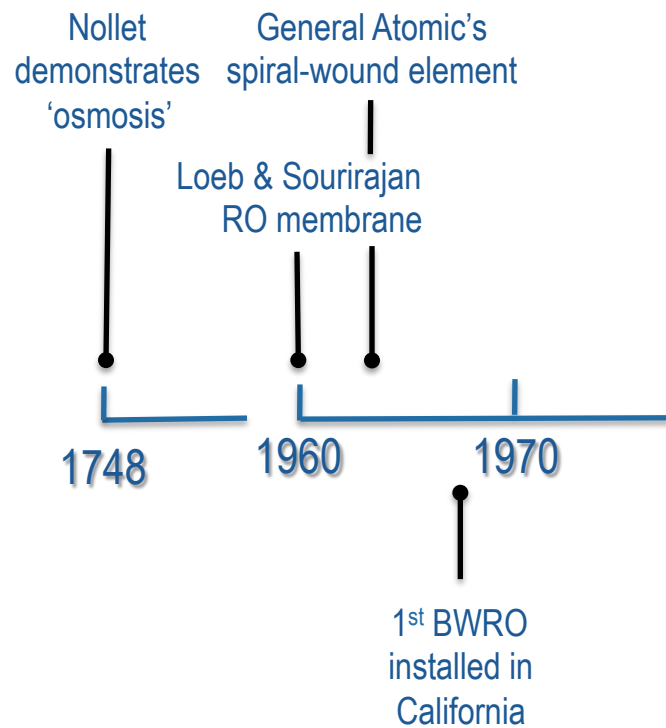 Nollet
demonstrates
‘osmosis’
General Atomic’s
spiral-wound element
Loeb & Sourirajan
RO membrane
1748
1960
1970
1st BWRO
installed in
California